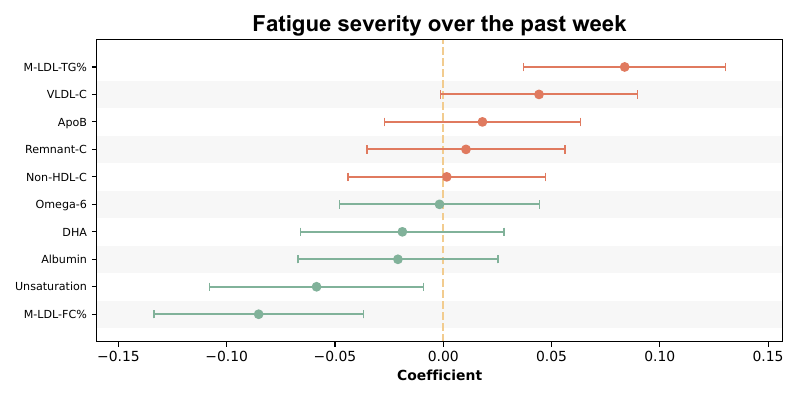 Fatigue severity over the past week
M-LDL-TG%
VLDL-C
ApoB
Remnant-C
Non-HDL-C
Omega-6
DHA
Albumin
Unsaturation
M-LDL-FC%
−0.15 −0.10 −0.05 0.00 0.05 0.10 0.15
Coefficient